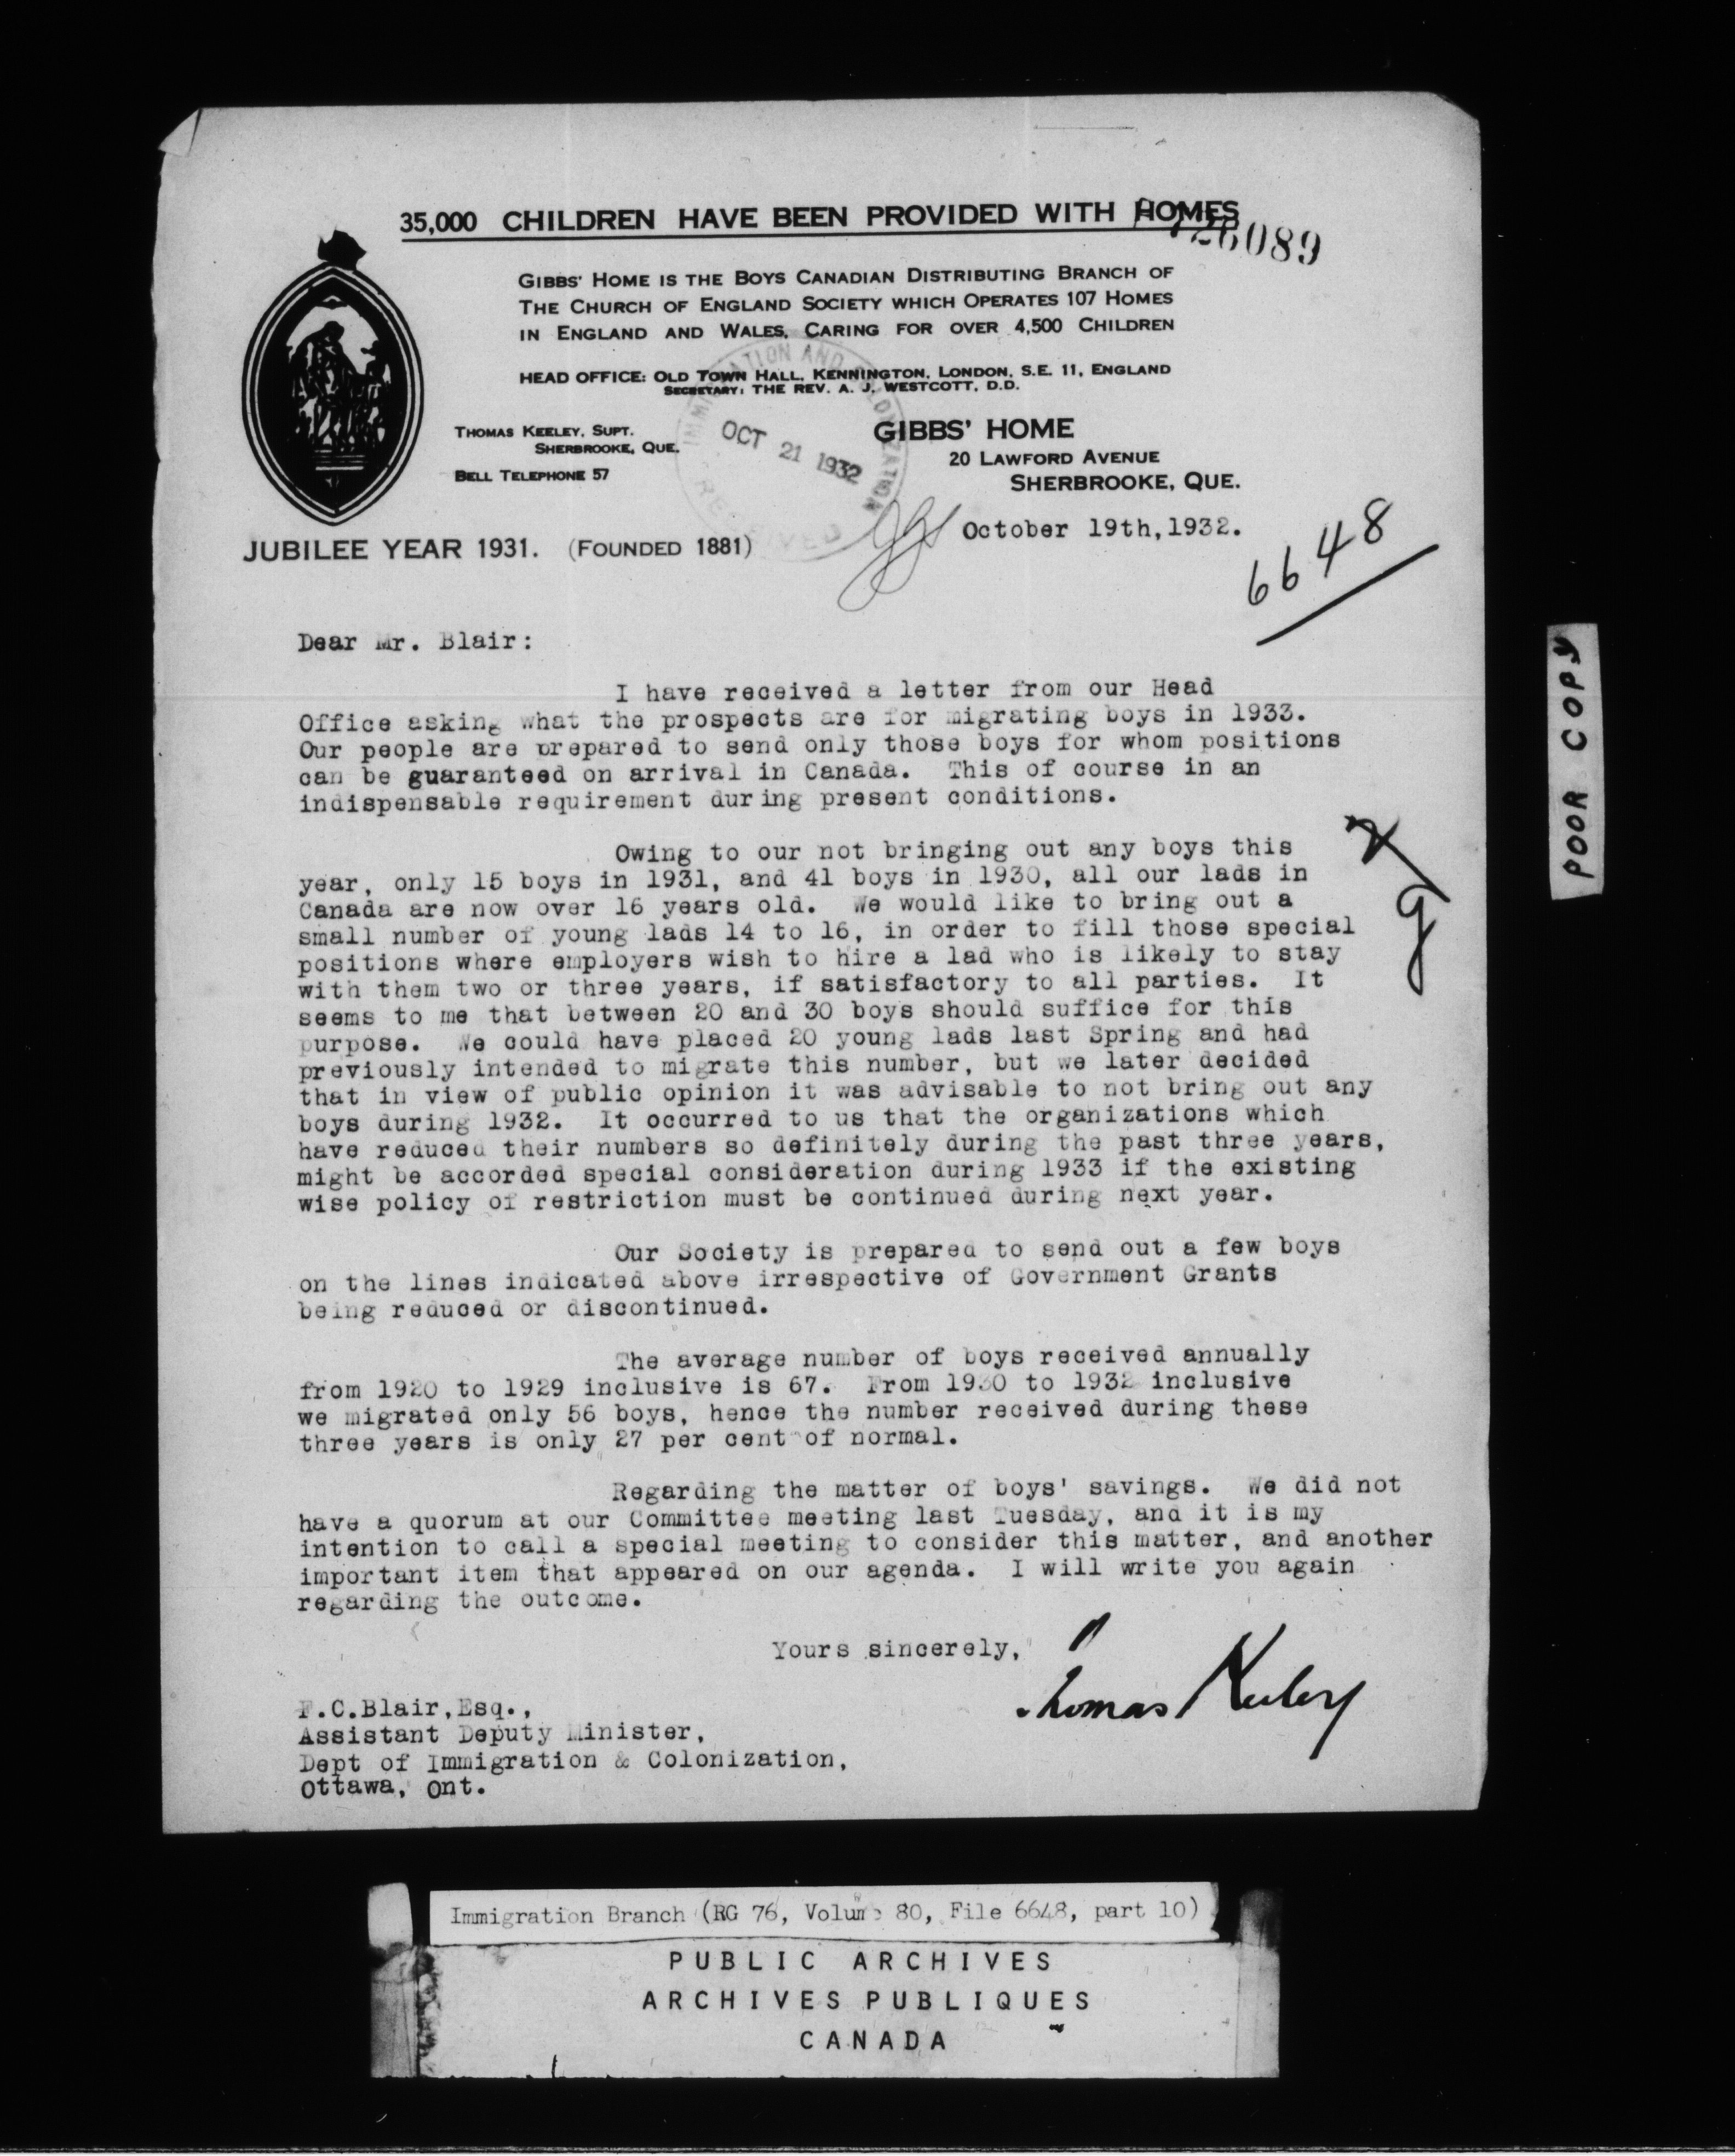 35,000 CHILDREN HAVE BEEN PROVIDED WITH HOMES
26089
GIBBS' HOME IS THE BOYS CANADIAN DISTRIBUTING BRANCH OF
THE CHURCH OF ENGLAND SOCIETY WHICH OPERATES 107 HOMES
IN ENGLAND AND WALES, CARING FOR OVER 4,500 CHILDREN
HEAD OFFICE: OLD TOWN HALL, KENNINGTON, LONDON, S.E. 11, ENGLAND
SECRETARY: THE REV. A. J. WESTCOTT, D.D.
THOMAS KEELEY, SUPT.
SHERBROOKE, QUE.
BELL TELEPHONE 57
IMMIGRATION AND COLONIZATION
OCT 21 1932
RECEIVED
GIBBS' HOME
20 LAWFORD AVENUE
SHERBROOKE, QUE.
October 19th,1932.
JUBILEE YEAR 1931. (FOUNDED 1881)
6648
Dear Mr. Blair:
I have received a letter from our Head
Office asking what the prospects are for migrating boys in 1933.
Our people are prepared to send only those boys for whom positions
can be guaranteed on arrival in Canada. This of course in an
indispensable requirement during present conditions.
Owing to our not bringing out any boys this
year, only 15 boys in 1931, and 41 boys in 1930, all our lads in
Canada are now over 16 years old. We would like to bring out a
small number of young lads 14 to 16, in order to fill those special
positions where employers wish to hire a lad who is likely to stay
with them two or three years, if satisfactory to all parties. It
seems to me that between 20 and 30 boys should suffice for this
purpose. We could have placed 20 young lads last Spring and had
previously intended to migrate this number, but we later decided
that in view of public opinion it was advisable to not bring out any
boys during 1932. It occurred to us that the organizations which
have reduced their numbers so definitely during the past three years,
might be accorded special consideration during 1933 if the existing
wise policy of restriction must be continued during next year.
Our Society is prepared to send out a few boys
on the lines indicated above irrespective of Government Grants
being reduced or discontinued.
The average number of boys received annually
from 1920 to 1929 inclusive is 67. From 1930 to 1932 inclusive
we migrated only 56 boys, hence the number received during these
three years is only 27 per cent of normal.
Regarding the matter of boys' savings. We did not
have a quorum at our Committee meeting last Tuesday, and it is my
intention to call a special meeting to consider this matter, and another
important item that appeared on our agenda. I will write you again
regarding the outcome.
Yours sincerely,
Thomas Keeley
F.C.Blair,Esq.,
Assistant Deputy Minister,
Dept of Immigration & Colonization,
Ottawa, Ont.
POOR COPY
Immigration Branch (RG 76, Volume 80, File 6648, part 10)
PUBLIC ARCHIVES
ARCHIVES PUBLIQUES
CANADA